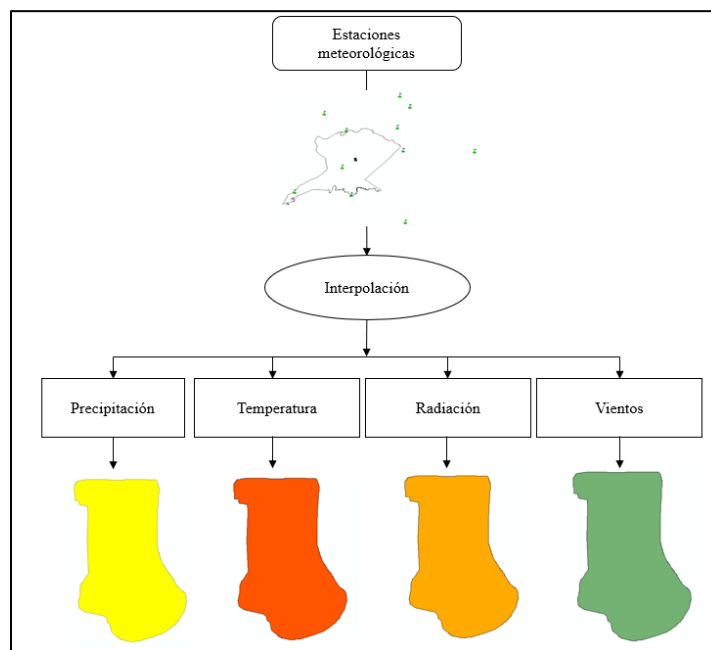 Estaciones
meteorológicas
Interpolación
Precipitación
Temperatura
Radiación
Vientos